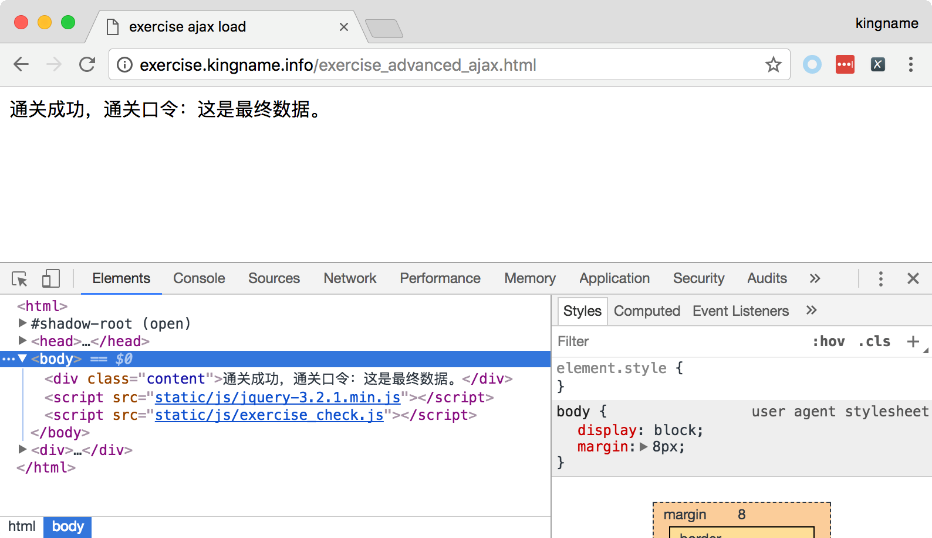 exercise ajax load
kingname
exercise.kingname.info/exercise_advanced_ajax.html
通关成功，通关口令：这是最终数据。
Elements Console Sources Network Performance Memory Application Security Audits »
<html>
#shadow-root (open)
<head>…</head>
<body> == $0
<div class="content">通关成功，通关口令：这是最终数据。</div>
<script src="static/js/jquery-3.2.1.min.js"></script>
<script src="static/js/exercise_check.js"></script>
</body>
<div>…</div>
</html>
html body
Styles Computed Event Listeners »
Filter :hov .cls +
element.style {
}
body { user agent stylesheet
display: block;
margin: 8px;
}
margin 8
border